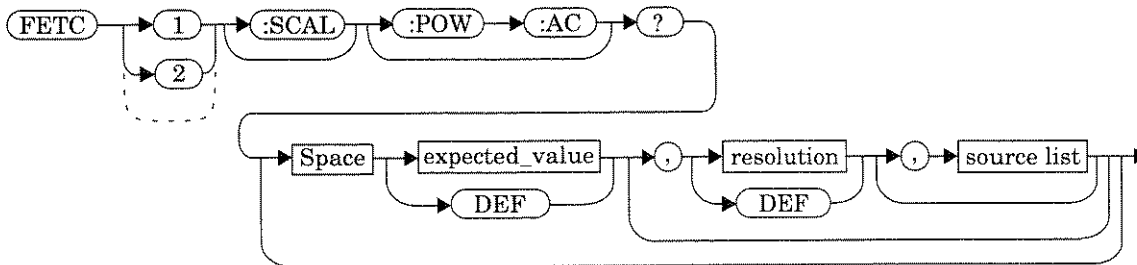 FETC 1 :SCAL :POW :AC ?
2
Space expected_value , resolution , source list
DEF DEF